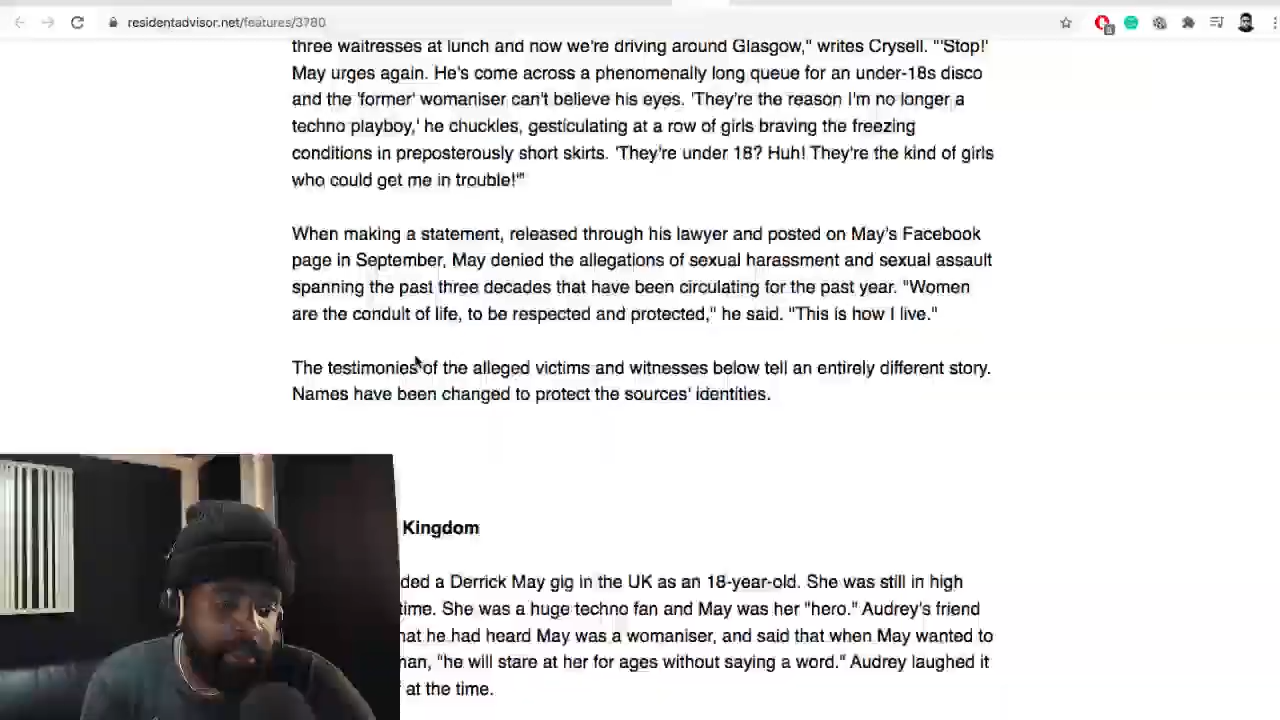 residentadvisor.net/features/3780
three waitresses at lunch and now we're driving around Glasgow," writes Crysell. "'Stop!'
May urges again. He's come across a phenomenally long queue for an under-18s disco
and the 'former' womaniser can't believe his eyes. 'They're the reason I'm no longer a
techno playboy,' he chuckles, gesticulating at a row of girls braving the freezing
conditions in preposterously short skirts. 'They're under 18? Huh! They're the kind of girls
who could get me in trouble!'"
When making a statement, released through his lawyer and posted on May's Facebook
page in September, May denied the allegations of sexual harassment and sexual assault
spanning the past three decades that have been circulating for the past year. "Women
are the conduit of life, to be respected and protected," he said. "This is how I live."
The testimonies of the alleged victims and witnesses below tell an entirely different story.
Names have been changed to protect the sources' identities.
Kingdom
ded a Derrick May gig in the UK as an 18-year-old. She was still in high
time. She was a huge techno fan and May was her "hero." Audrey's friend
hat he had heard May was a womaniser, and said that when May wanted to
nan, "he will stare at her for ages without saying a word." Audrey laughed it
at the time.